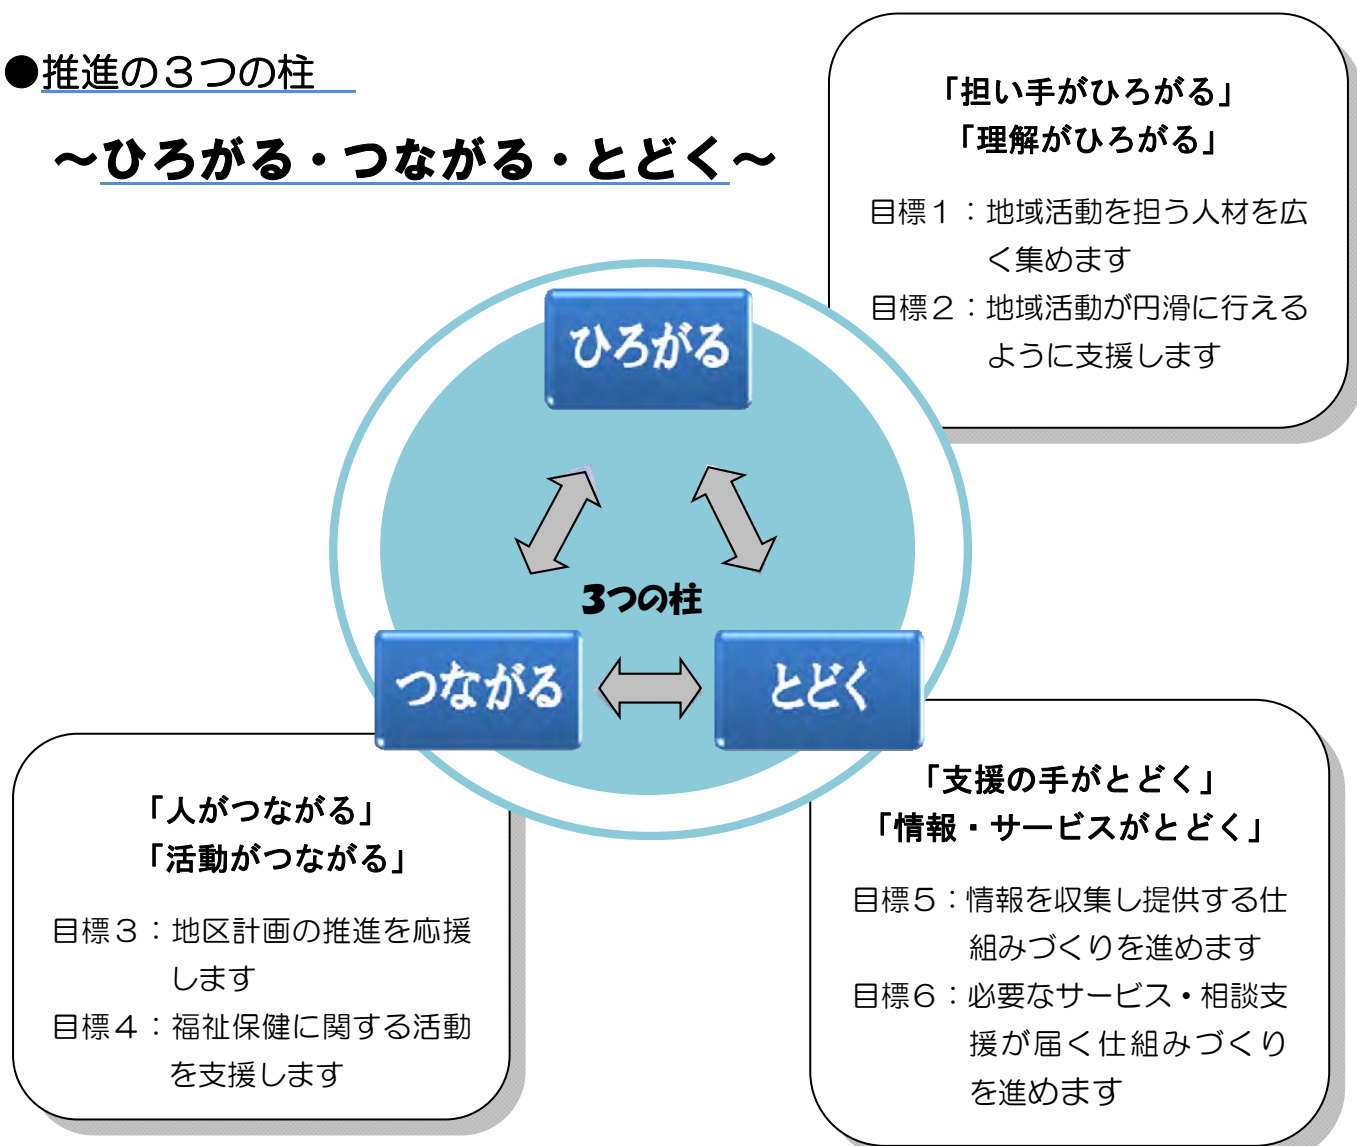 ●推進の３つの柱
～ひろがる・つながる・とどく～
「担い手がひろがる」
「理解がひろがる」
目標１：地域活動を担う人材を広
く集めます
目標２：地域活動が円滑に行える
ように支援します
ひろがる
3つの柱
つながる
とどく
「人がつながる」
「活動がつながる」
目標３：地区計画の推進を応援
します
目標４：福祉保健に関する活動
を支援します
「支援の手がとどく」
「情報・サービスがとどく」
目標５：情報を収集し提供する仕
組みづくりを進めます
目標６：必要なサービス・相談支
援が届く仕組みづくり
を進めます